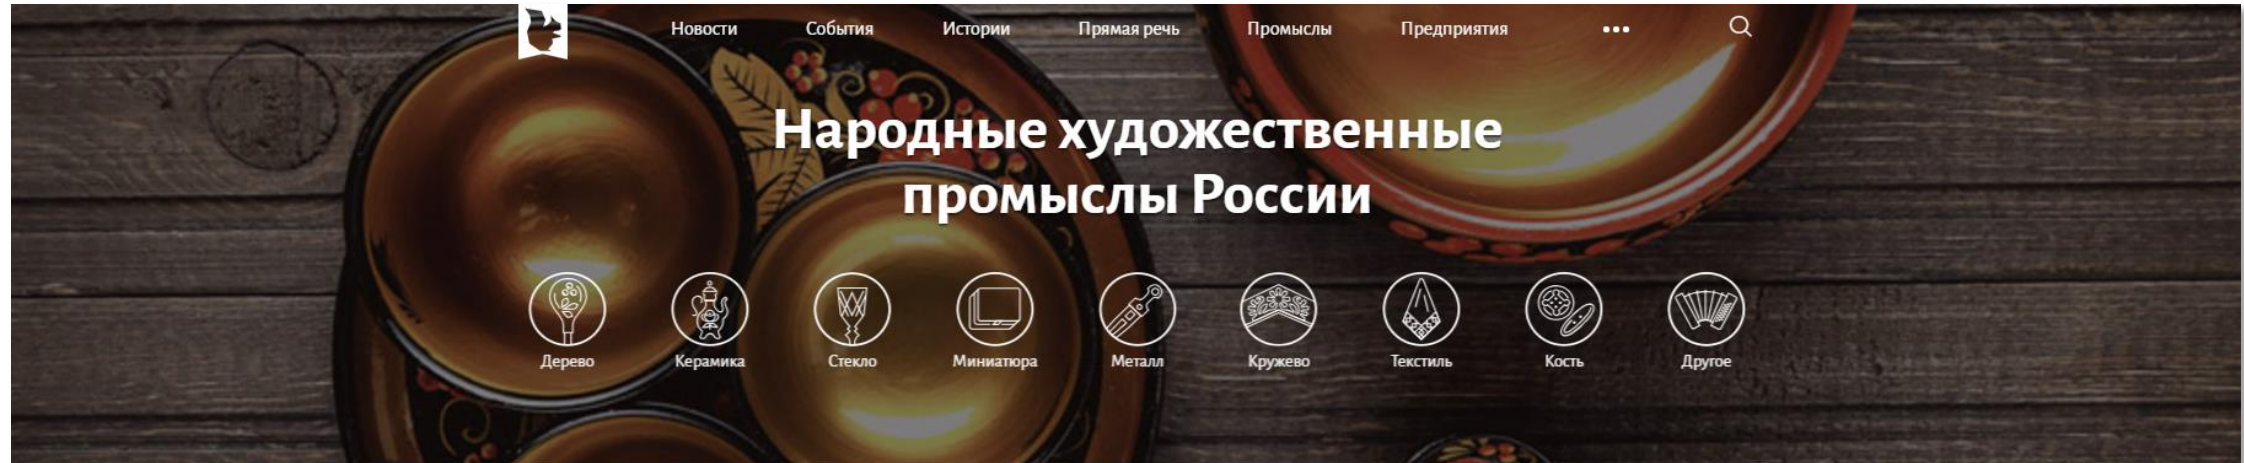 Новости События Истории Прямая речь Промыслы Предприятия •••
Народные художественные
промыслы России
Дерево Керамика Стекло Миниатюра Металл Кружево Текстиль Кость Другое